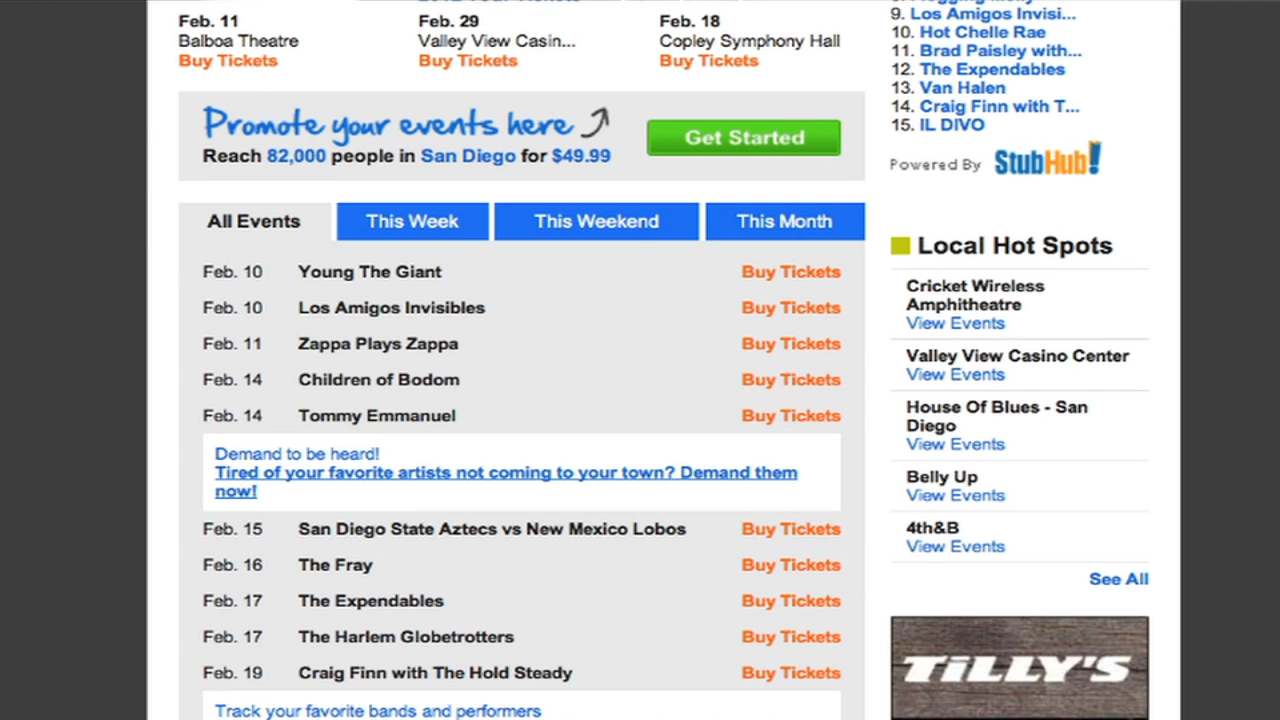 Feb. 11
Balboa Theatre
Buy Tickets
Feb. 29
Valley View Casin...
Buy Tickets
Feb. 18
Copley Symphony Hall
Buy Tickets
Promote your events here
Reach 82,000 people in San Diego for $49.99
Get Started
All Events
This Week
This Weekend
This Month
Feb. 10 Young The Giant Buy Tickets
Feb. 10 Los Amigos Invisibles Buy Tickets
Feb. 11 Zappa Plays Zappa Buy Tickets
Feb. 14 Children of Bodom Buy Tickets
Feb. 14 Tommy Emmanuel Buy Tickets
Demand to be heard!
Tired of your favorite artists not coming to your town? Demand them
now!
Feb. 15 San Diego State Aztecs vs New Mexico Lobos Buy Tickets
Feb. 16 The Fray Buy Tickets
Feb. 17 The Expendables Buy Tickets
Feb. 17 The Harlem Globetrotters Buy Tickets
Feb. 19 Craig Finn with The Hold Steady Buy Tickets
Track your favorite bands and performers
9. Los Amigos Invisi...
10. Hot Chelle Rae
11. Brad Paisley with...
12. The Expendables
13. Van Halen
14. Craig Finn with T...
15. IL DIVO
Powered By StubHub!
Local Hot Spots
Cricket Wireless
Amphitheatre
View Events
Valley View Casino Center
View Events
House Of Blues - San
Diego
View Events
Belly Up
View Events
4th&B
View Events
See All
TiLLY'S